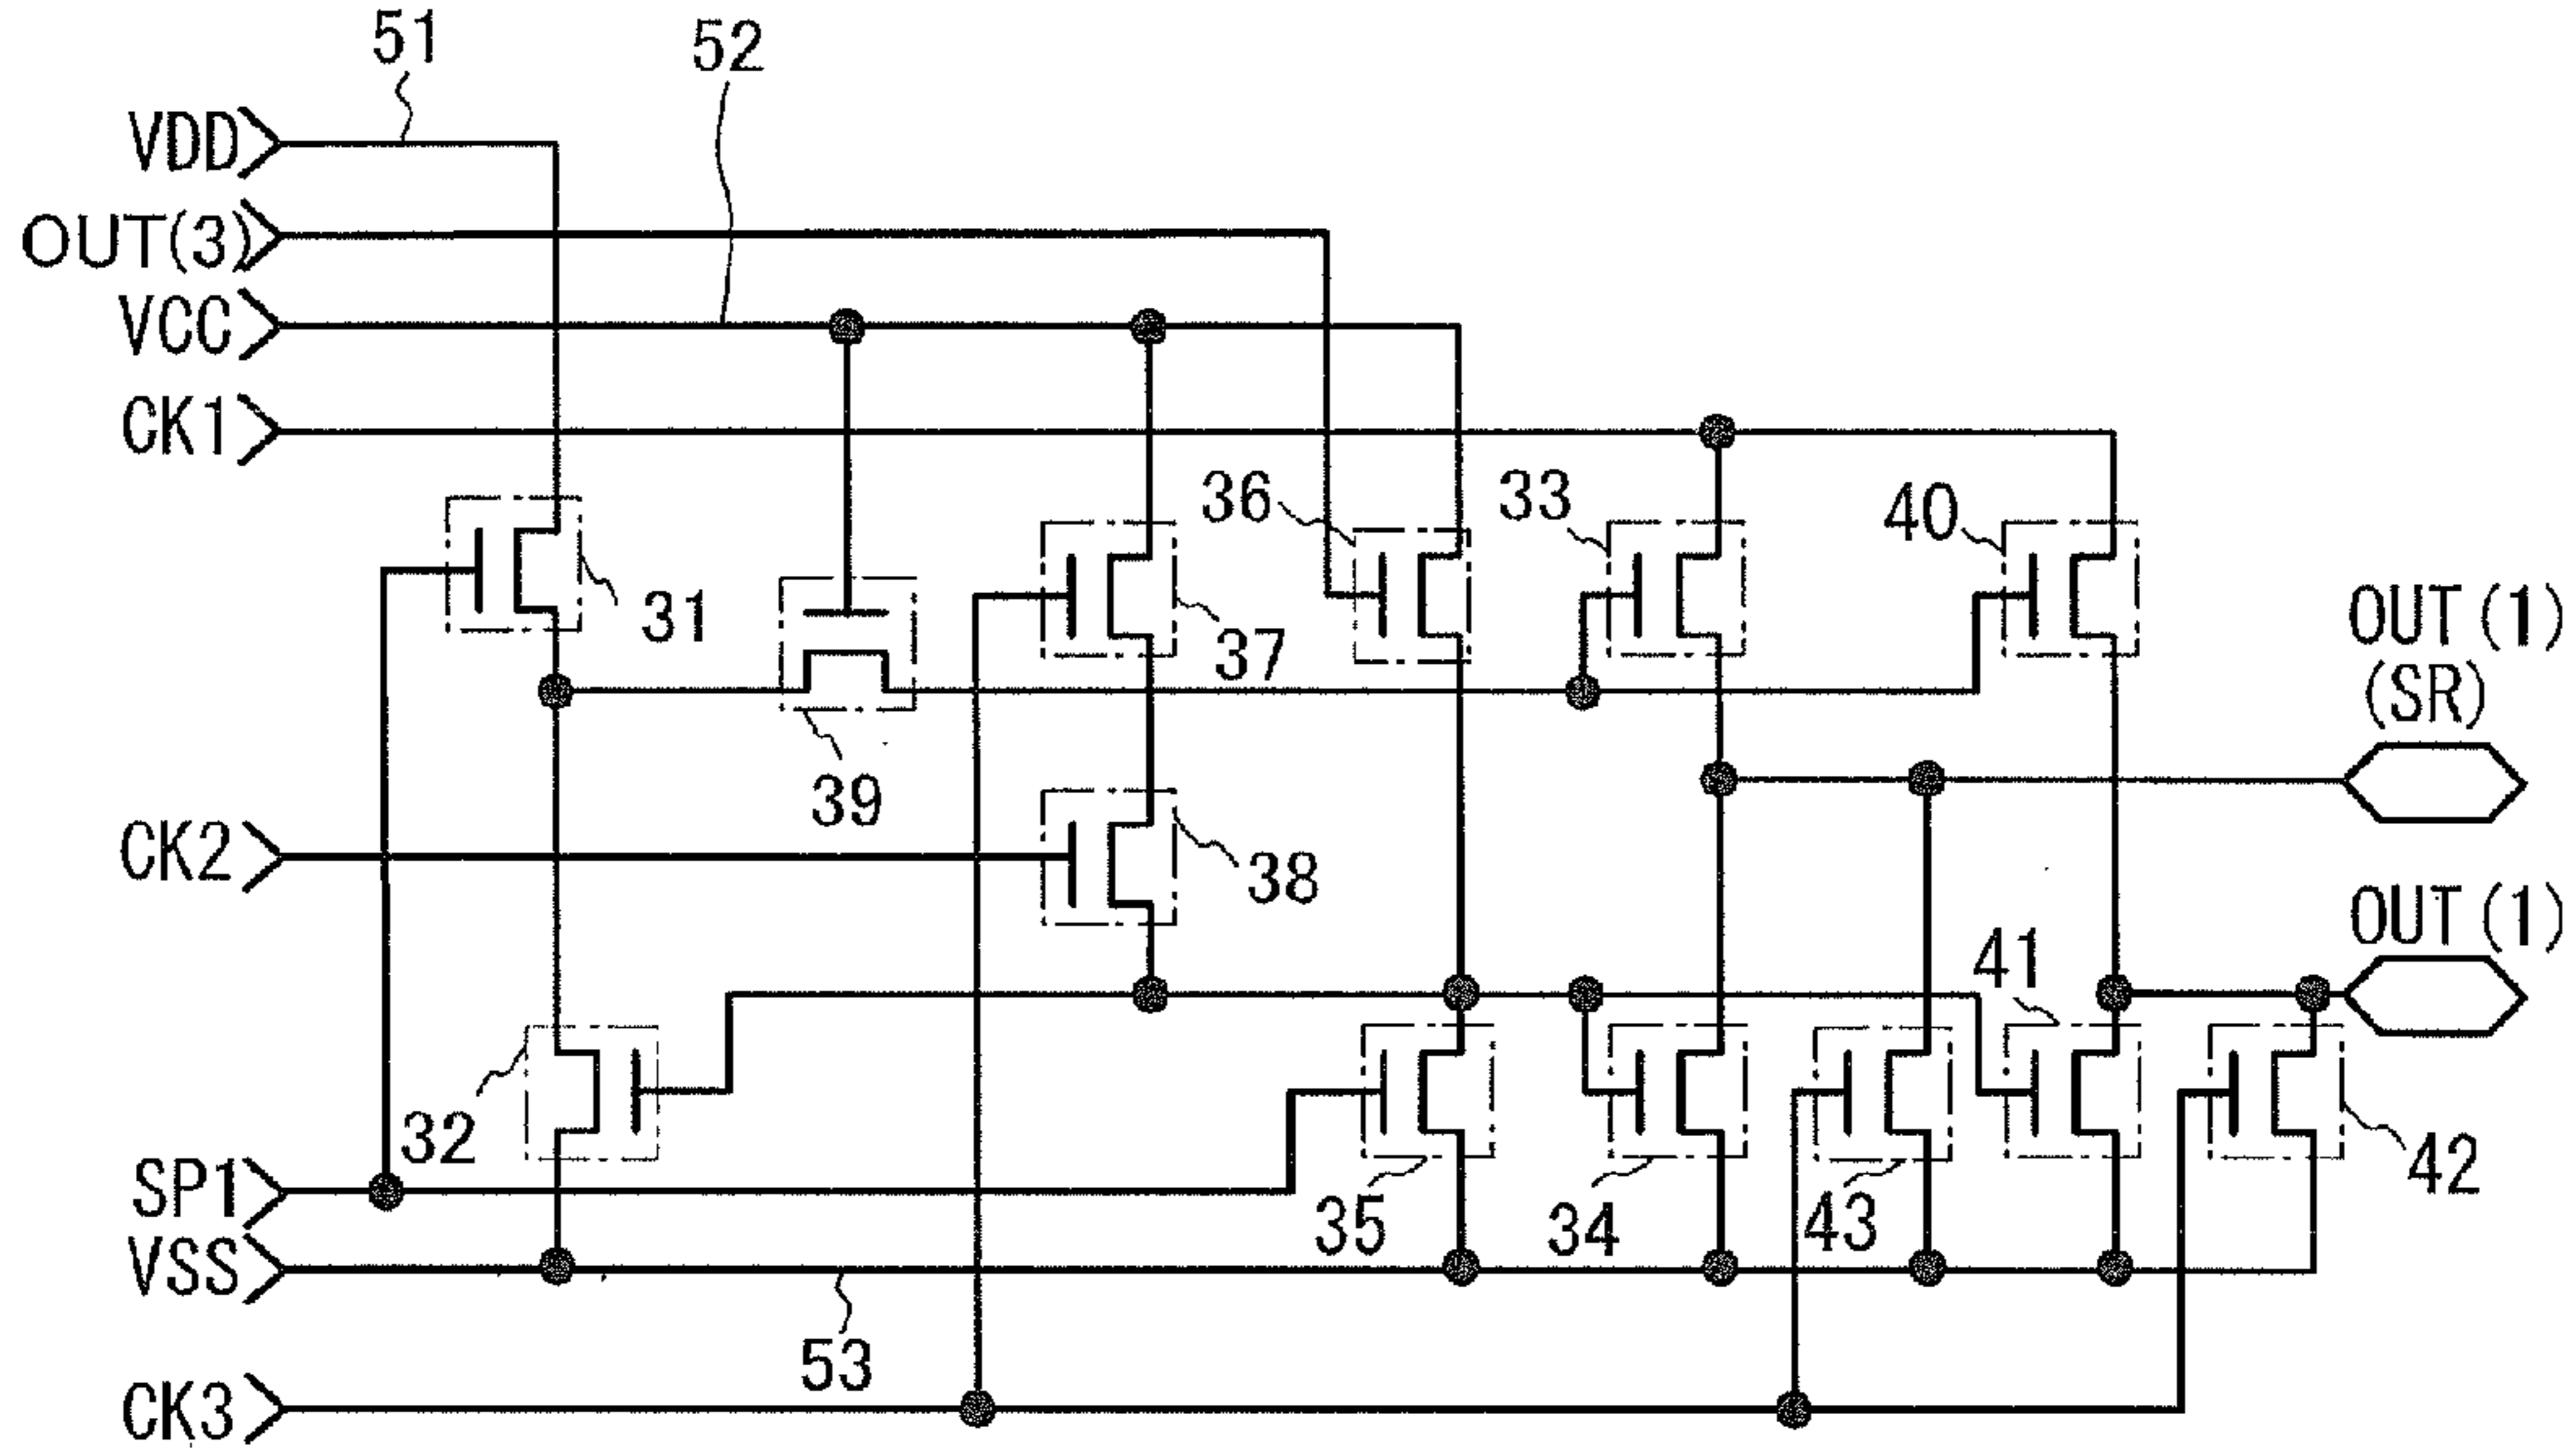 51
52
VDD
OUT(3)
VCC
CK1
36
33
40
31
37
OUT(1)
(SR)
39
CK2
38
OUT(1)
41
32
SP1
35
34
43
42
VSS
53
CK3